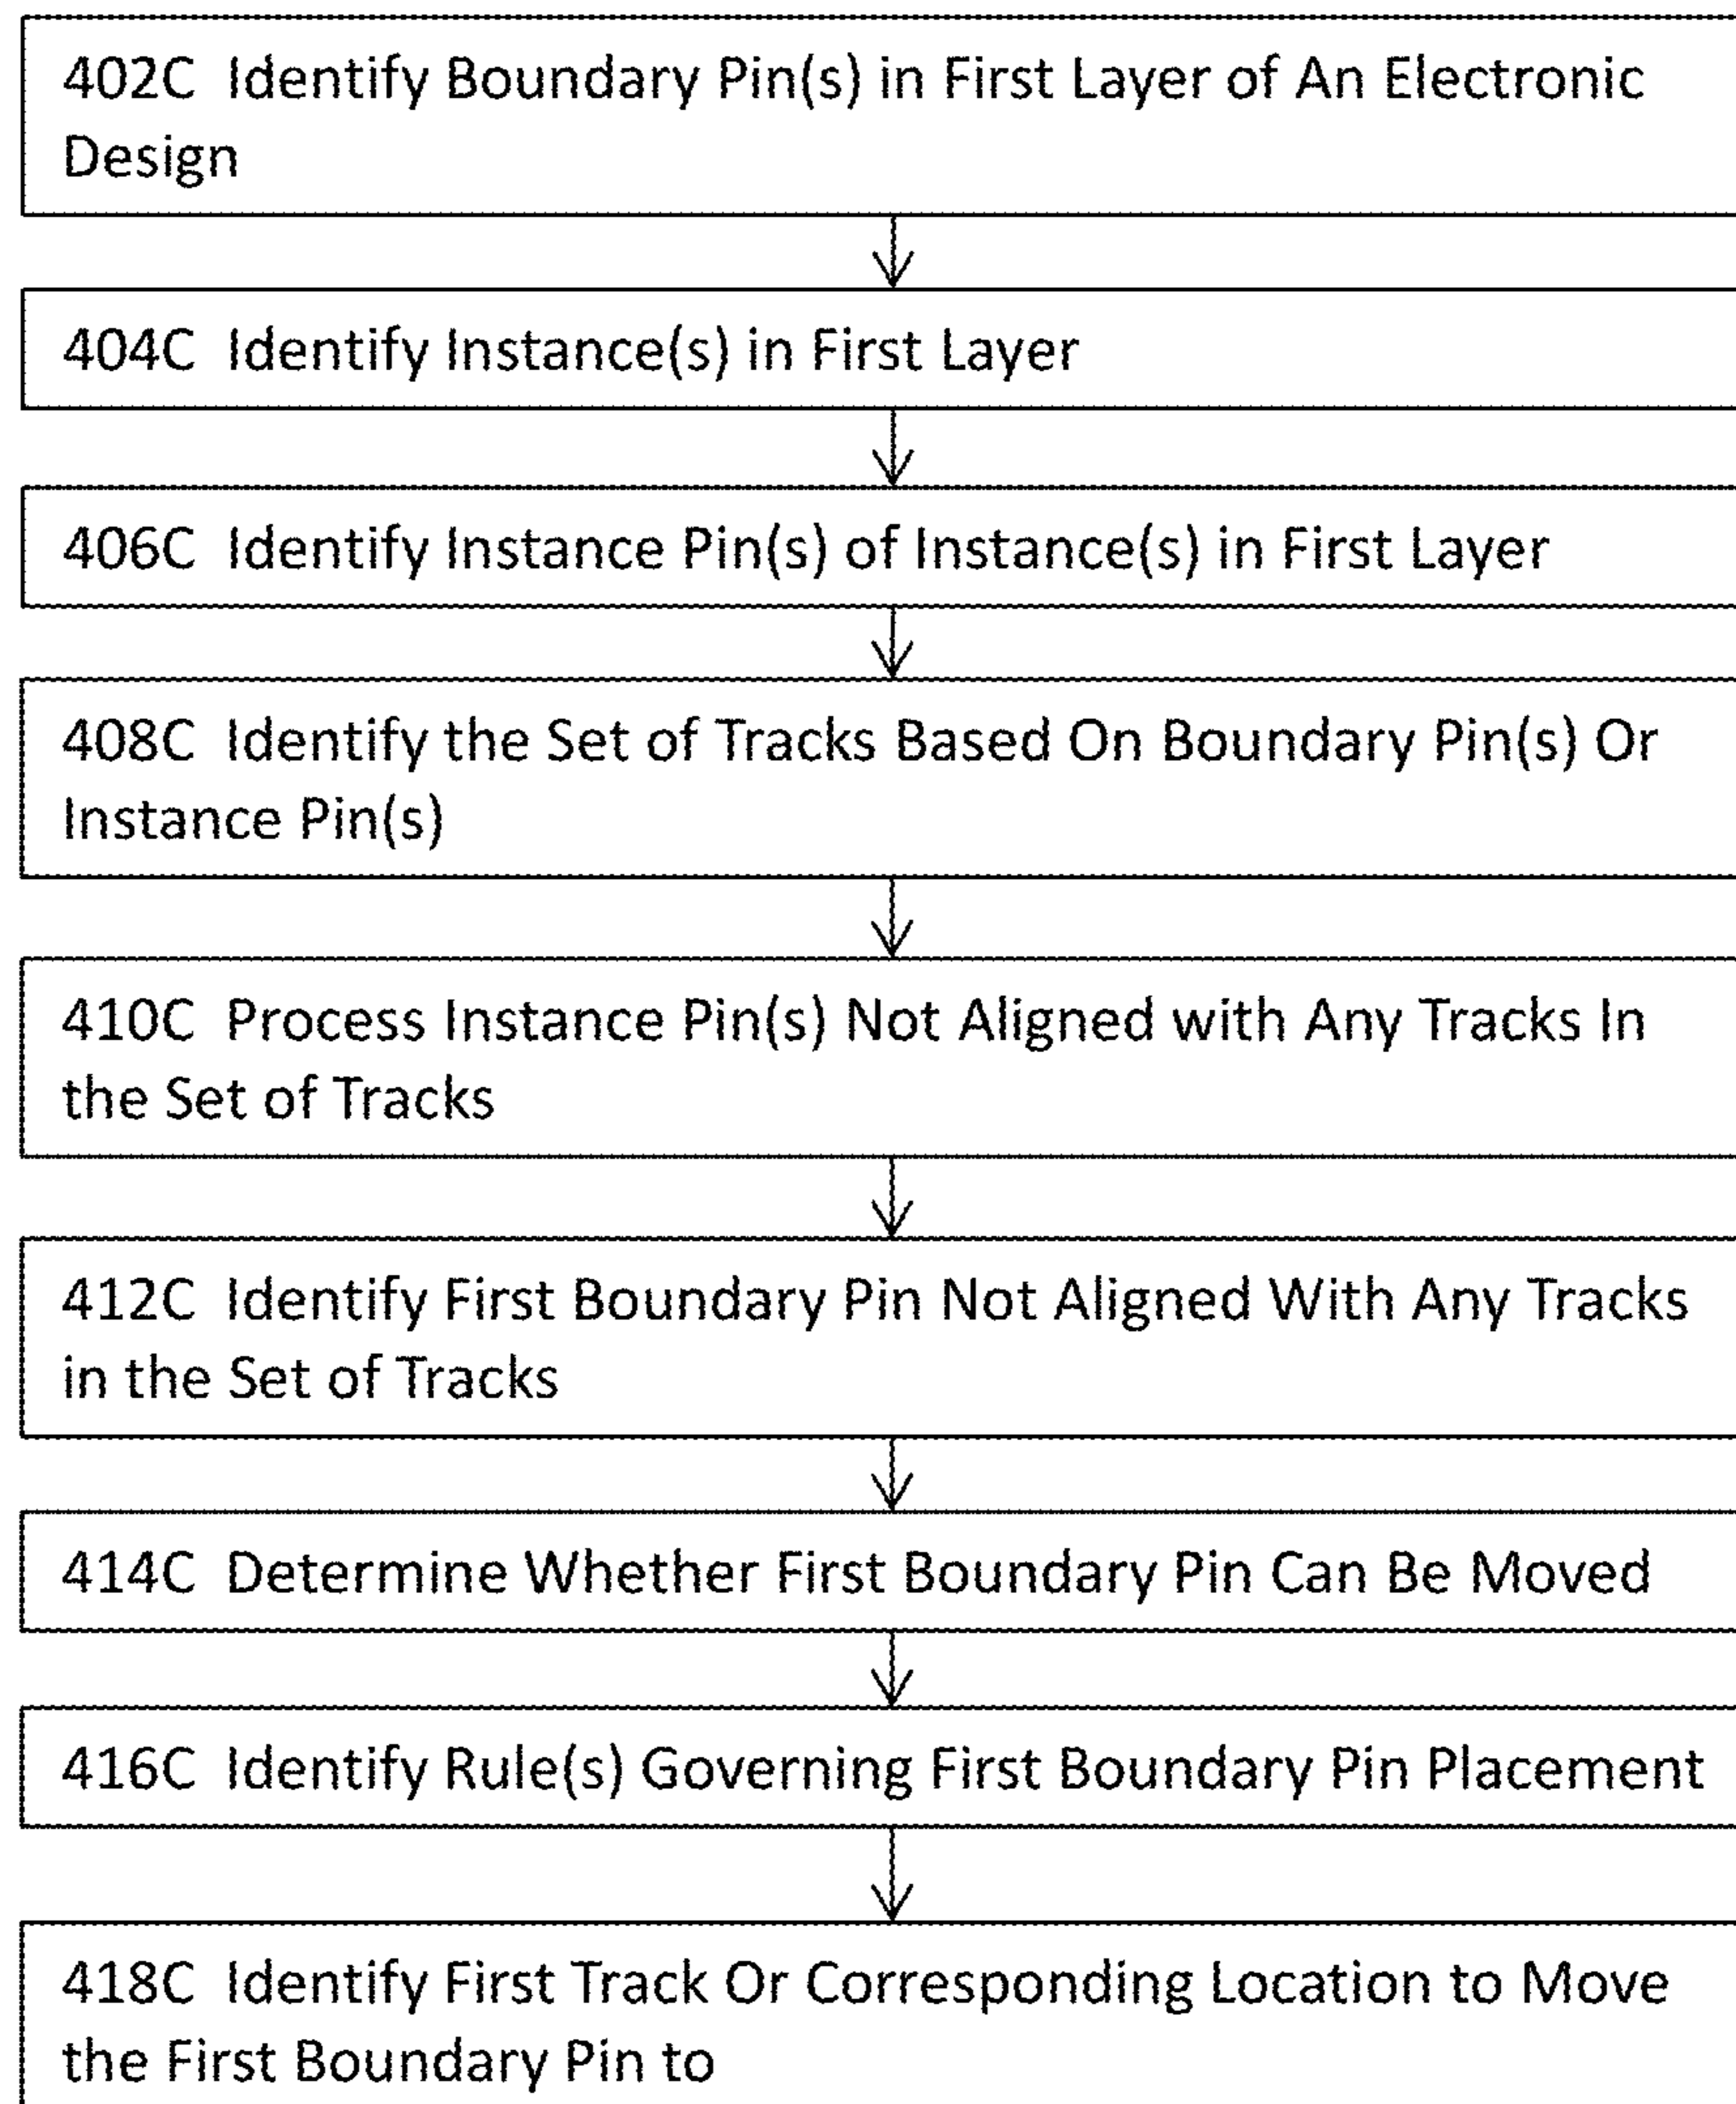 402C Identify Boundary Pin(s) in First Layer of An Electronic
Design
404C Identify Instance(s) in First Layer
406C Identify Instance Pin(s) of Instance(s) in First Layer
408C Identify the Set of Tracks Based On Boundary Pin(s) Or
Instance Pin(s)
410C Process Instance Pin(s) Not Aligned with Any Tracks In
the Set of Tracks
412C Identify First Boundary Pin Not Aligned With Any Tracks
in the Set of Tracks
414C Determine Whether First Boundary Pin Can Be Moved
416C Identify Rule(s) Governing First Boundary Pin Placement
418C Identify First Track Or Corresponding Location to Move
the First Boundary Pin to